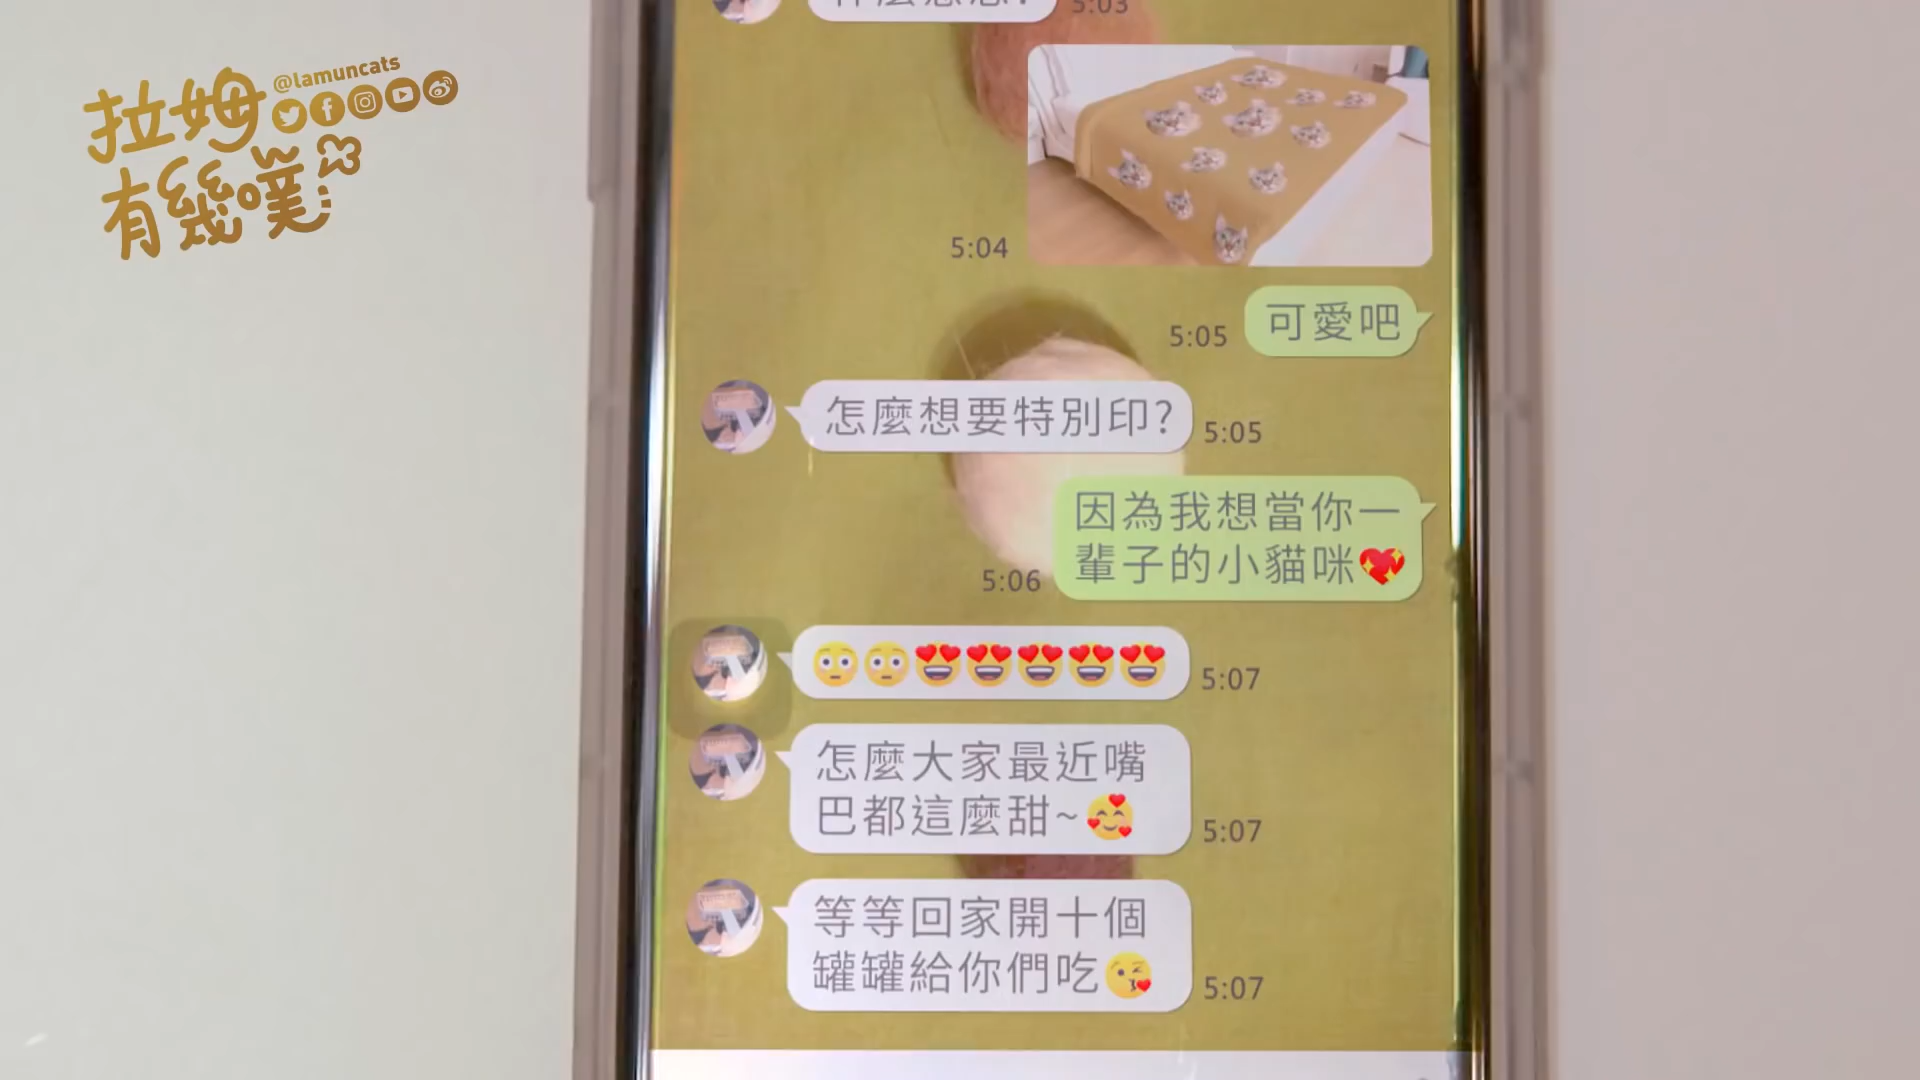 @lamuncats
拉姆
有幾噗
5:03
5:04
可愛吧
5:05
怎麼想要特別印?
5:05
因為我想當你一
輩子的小貓咪💖
5:06
😳😳😍😍😍😍😍
5:07
怎麼大家最近嘴
巴都這麼甜~🥰
5:07
等等回家開十個
罐罐給你們吃😘
5:07